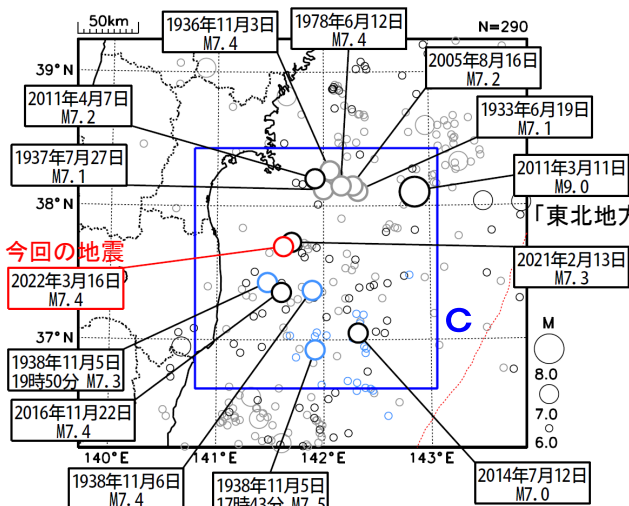 50km
N=290
1936年11月3日
M7.4
1978年6月12日
M7.4
2005年8月16日
M7.2
39°N
2011年4月7日
M7.2
1933年6月19日
M7.1
1937年7月27日
M7.1
2011年3月11日
M9.0
38°N
「東北地方
今回の地震
2022年3月16日
M7.4
2021年2月13日
M7.3
C
37°N
M
8.0
7.0
6.0
1938年11月5日
19時50分 M7.3
2016年11月22日
M7.4
140°E
141°E
142°E
143°E
1938年11月6日
M7.4
1938年11月5日
17時43分 M7.5
2014年7月12日
M7.0